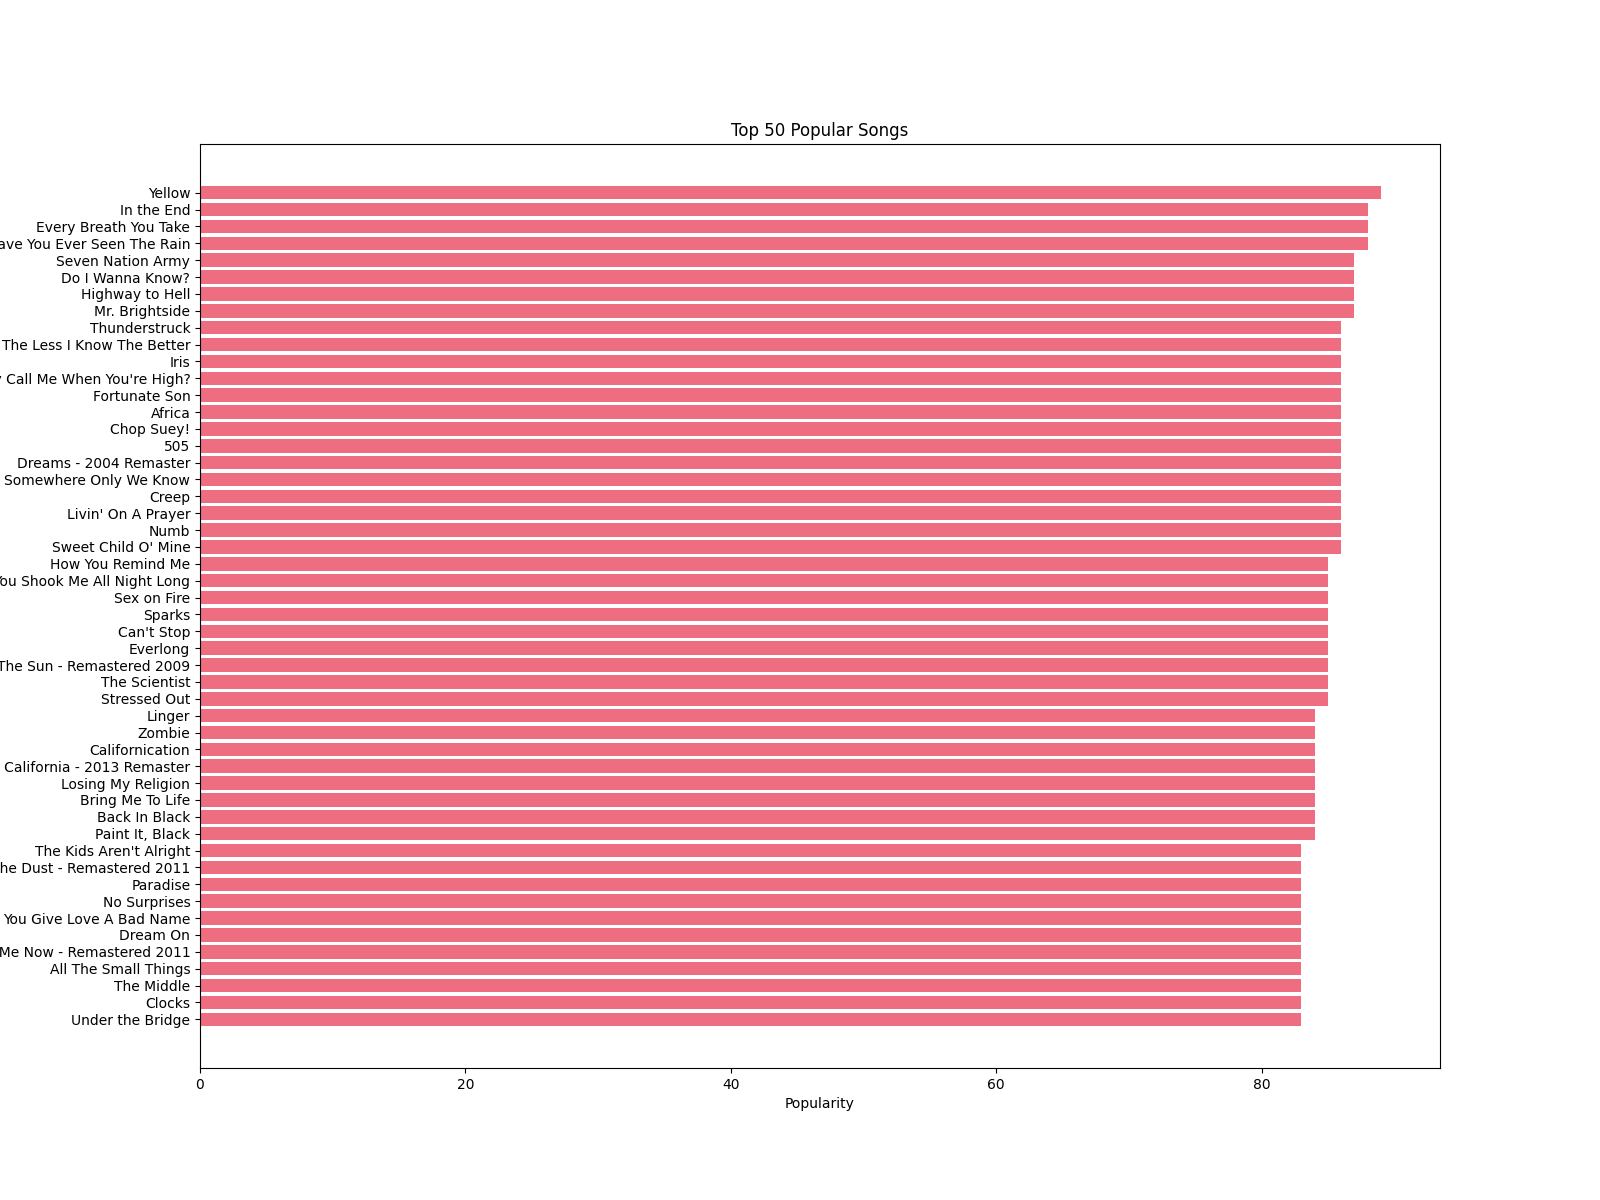 Top 50 Popular Songs
Yellow
In the End
Every Breath You Take
You Ever Seen The Rain
Seven Nation Army
Do I Wanna Know?
Highway to Hell
Mr. Brightside
Thunderstruck
The Less I Know The Better
Iris
Call Me When You're High?
Fortunate Son
Africa
Chop Suey!
505
Dreams - 2004 Remaster
Somewhere Only We Know
Creep
Livin' On A Prayer
Numb
Sweet Child O' Mine
How You Remind Me
You Shook Me All Night Long
Sex on Fire
Sparks
Can't Stop
Everlong
The Sun - Remastered 2009
The Scientist
Stressed Out
Linger
Zombie
Californication
California - 2013 Remaster
Losing My Religion
Bring Me To Life
Back In Black
Paint It, Black
The Kids Aren't Alright
Dust - Remastered 2011
Paradise
No Surprises
You Give Love A Bad Name
Dream On
Me Now - Remastered 2011
All The Small Things
The Middle
Clocks
Under the Bridge
0 20 40 60 80
Popularity